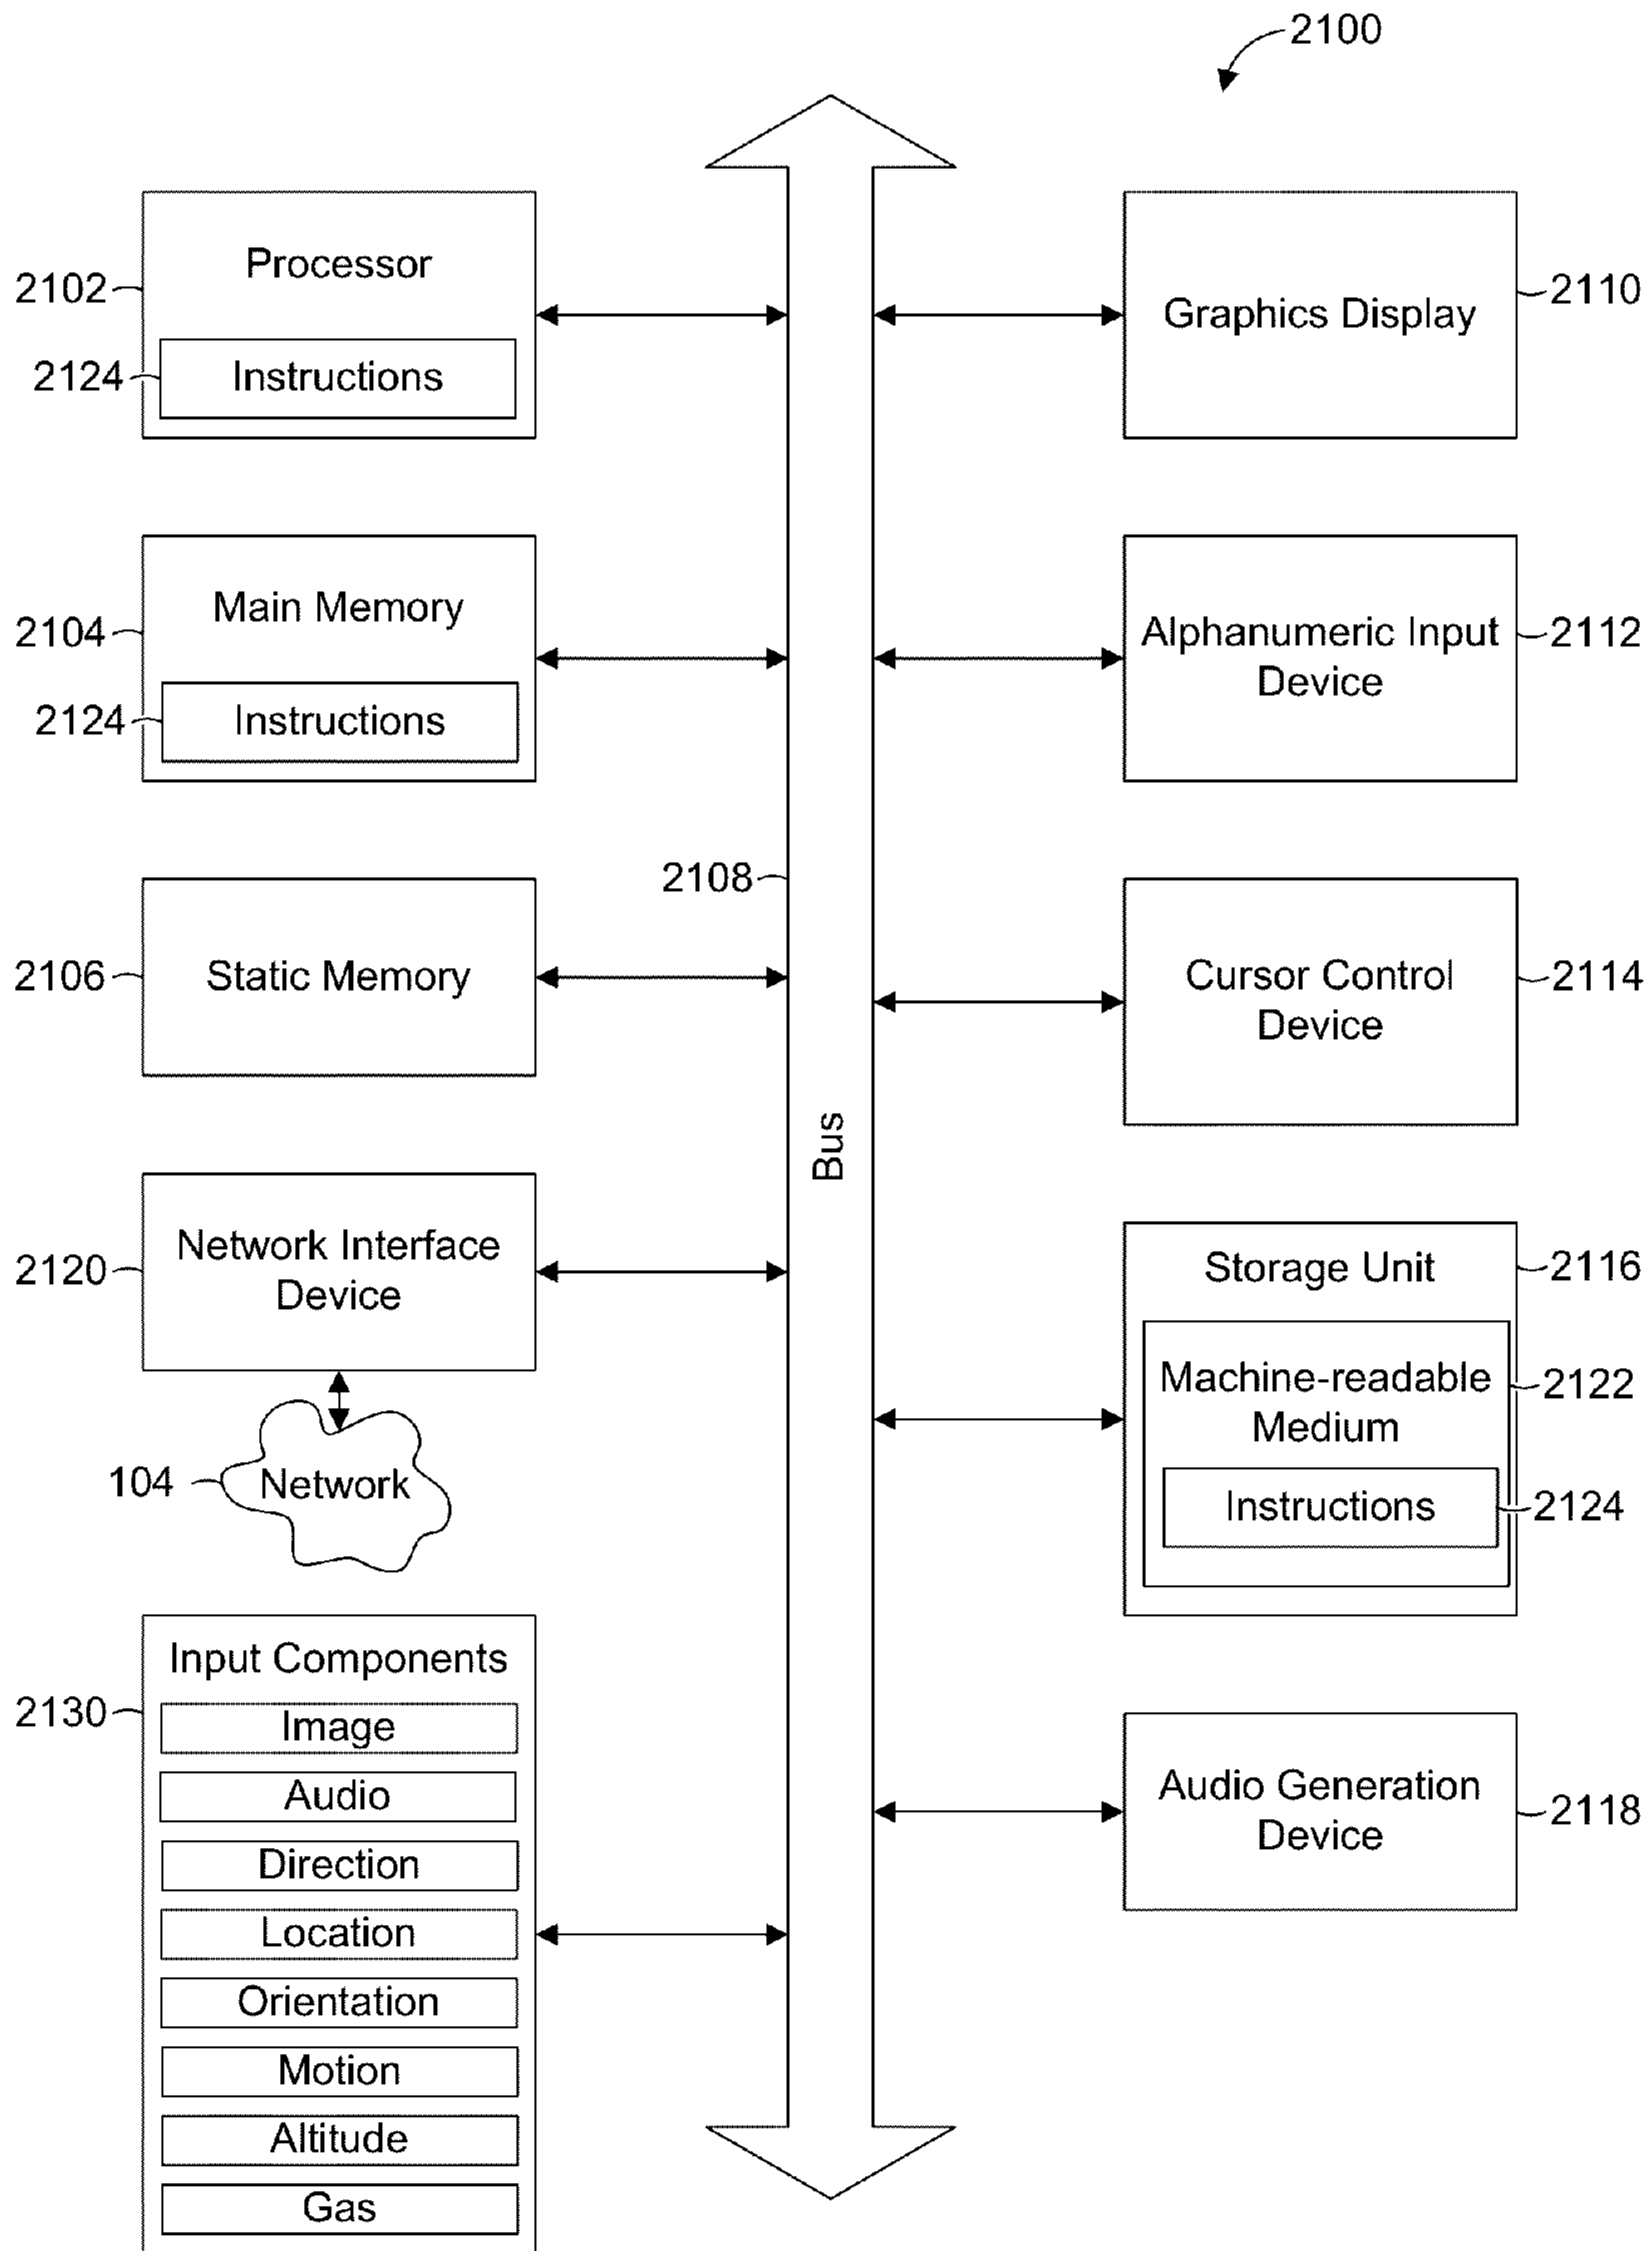 2100
Processor
2102
2124
Instructions
Graphics Display
2110
Main Memory
2104
2124
Instructions
Alphanumeric Input
Device
2112
2108
Static Memory
2106
Cursor Control
Device
2114
Bus
Network Interface
Device
2120
Network
104
Storage Unit
2116
Machine-readable
Medium
2122
Instructions
2124
Input Components
2130
Image
Audio
Direction
Location
Orientation
Motion
Altitude
Gas
Audio Generation
Device
2118